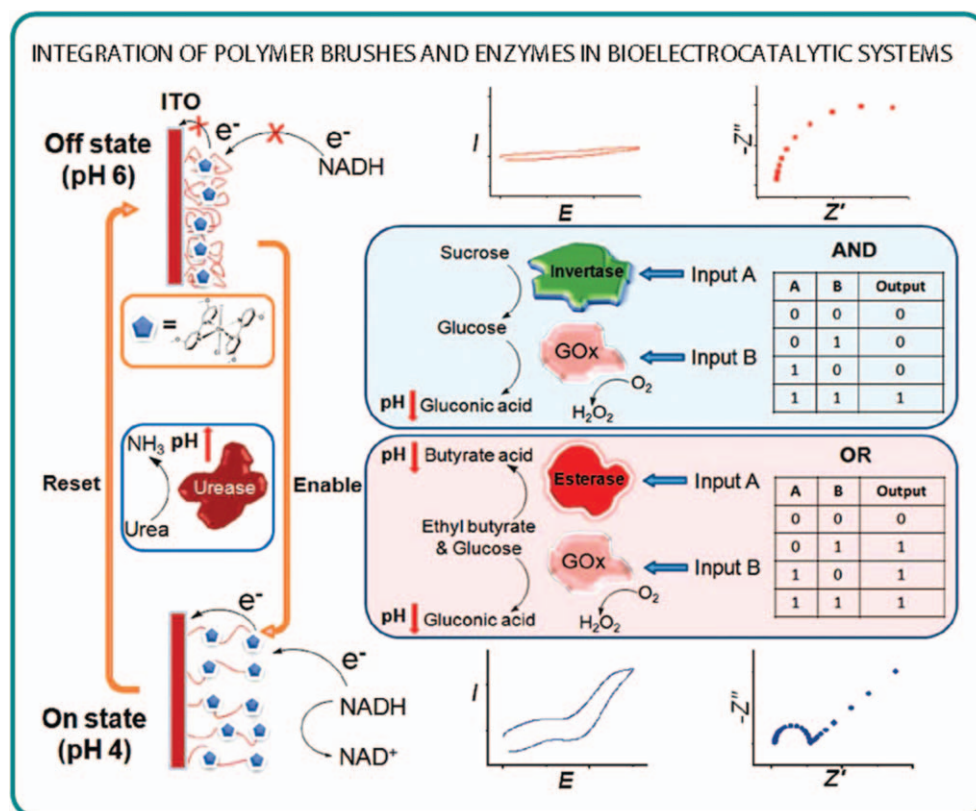 INTEGRATION OF POLYMER BRUSHES AND ENZYMES IN BIOELECTROCATALYTIC SYSTEMS
ITO
Off state
(pH 6)
e-
e-
NADH
I
E
-Z''
Z'
=
Sucrose
Invertase
Input A
Glucose
GOx
Input B
O2
H2O2
pH
Gluconic acid
AND
A B Output
0 0 0
0 1 0
1 0 0
1 1 1
Reset
NH3
pH
Urease
Urea
Enable
pH
Butyrate acid
Esterase
Input A
Ethyl butyrate
& Glucose
GOx
Input B
O2
H2O2
pH
Gluconic acid
OR
A B Output
0 0 0
0 1 1
1 0 1
1 1 1
On state
(pH 4)
e-
e-
NADH
NAD+
I
E
-Z''
Z'